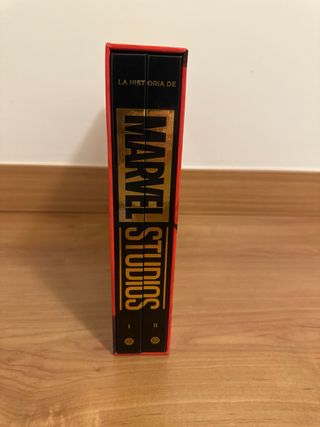 LA HISTORIA DE
MARVEL
STUDIOS
I II